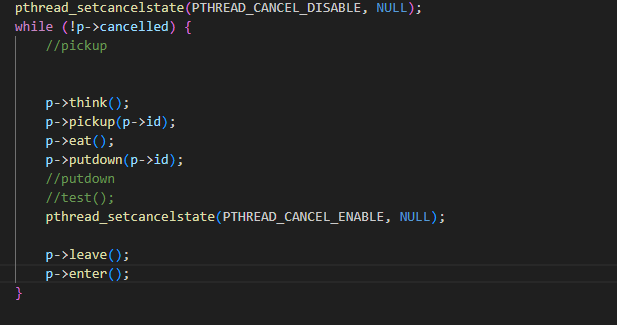 pthread_setcancelstate(PTHREAD_CANCEL_DISABLE, NULL);
while (!p->cancelled) {
//pickup
p->think();
p->pickup(p->id);
p->eat();
p->putdown(p->id);
//putdown
//test();
pthread_setcancelstate(PTHREAD_CANCEL_ENABLE, NULL);
p->leave();
p->enter();
}